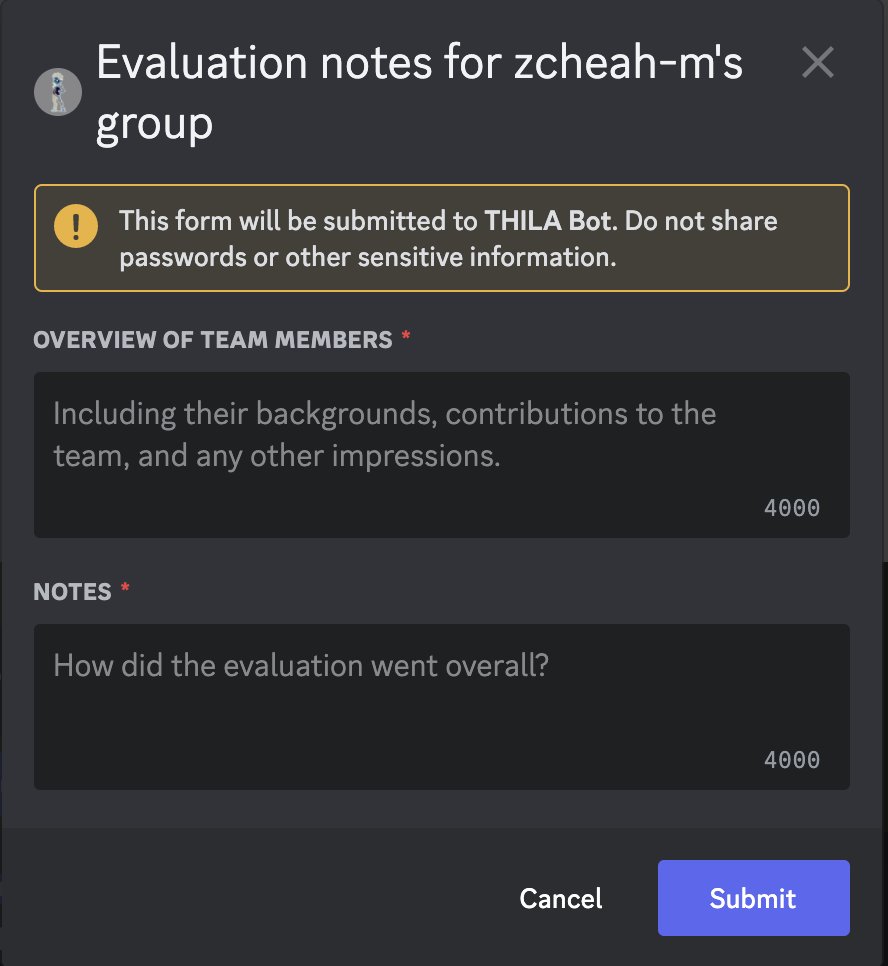 Evaluation notes for zcheah-m's
group
This form will be submitted to THILA Bot. Do not share
passwords or other sensitive information.
OVERVIEW OF TEAM MEMBERS *
Including their backgrounds, contributions to the
team, and any other impressions.
4000
NOTES *
How did the evaluation went overall?
4000
Cancel
Submit